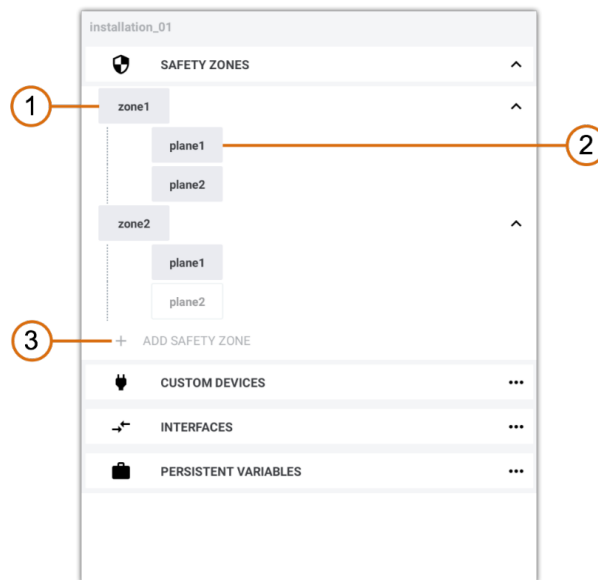 installation_01
SAFETY ZONES
1
zone1
plane1
2
plane2
zone2
plane1
plane2
3
+ ADD SAFETY ZONE
CUSTOM DEVICES
INTERFACES
PERSISTENT VARIABLES